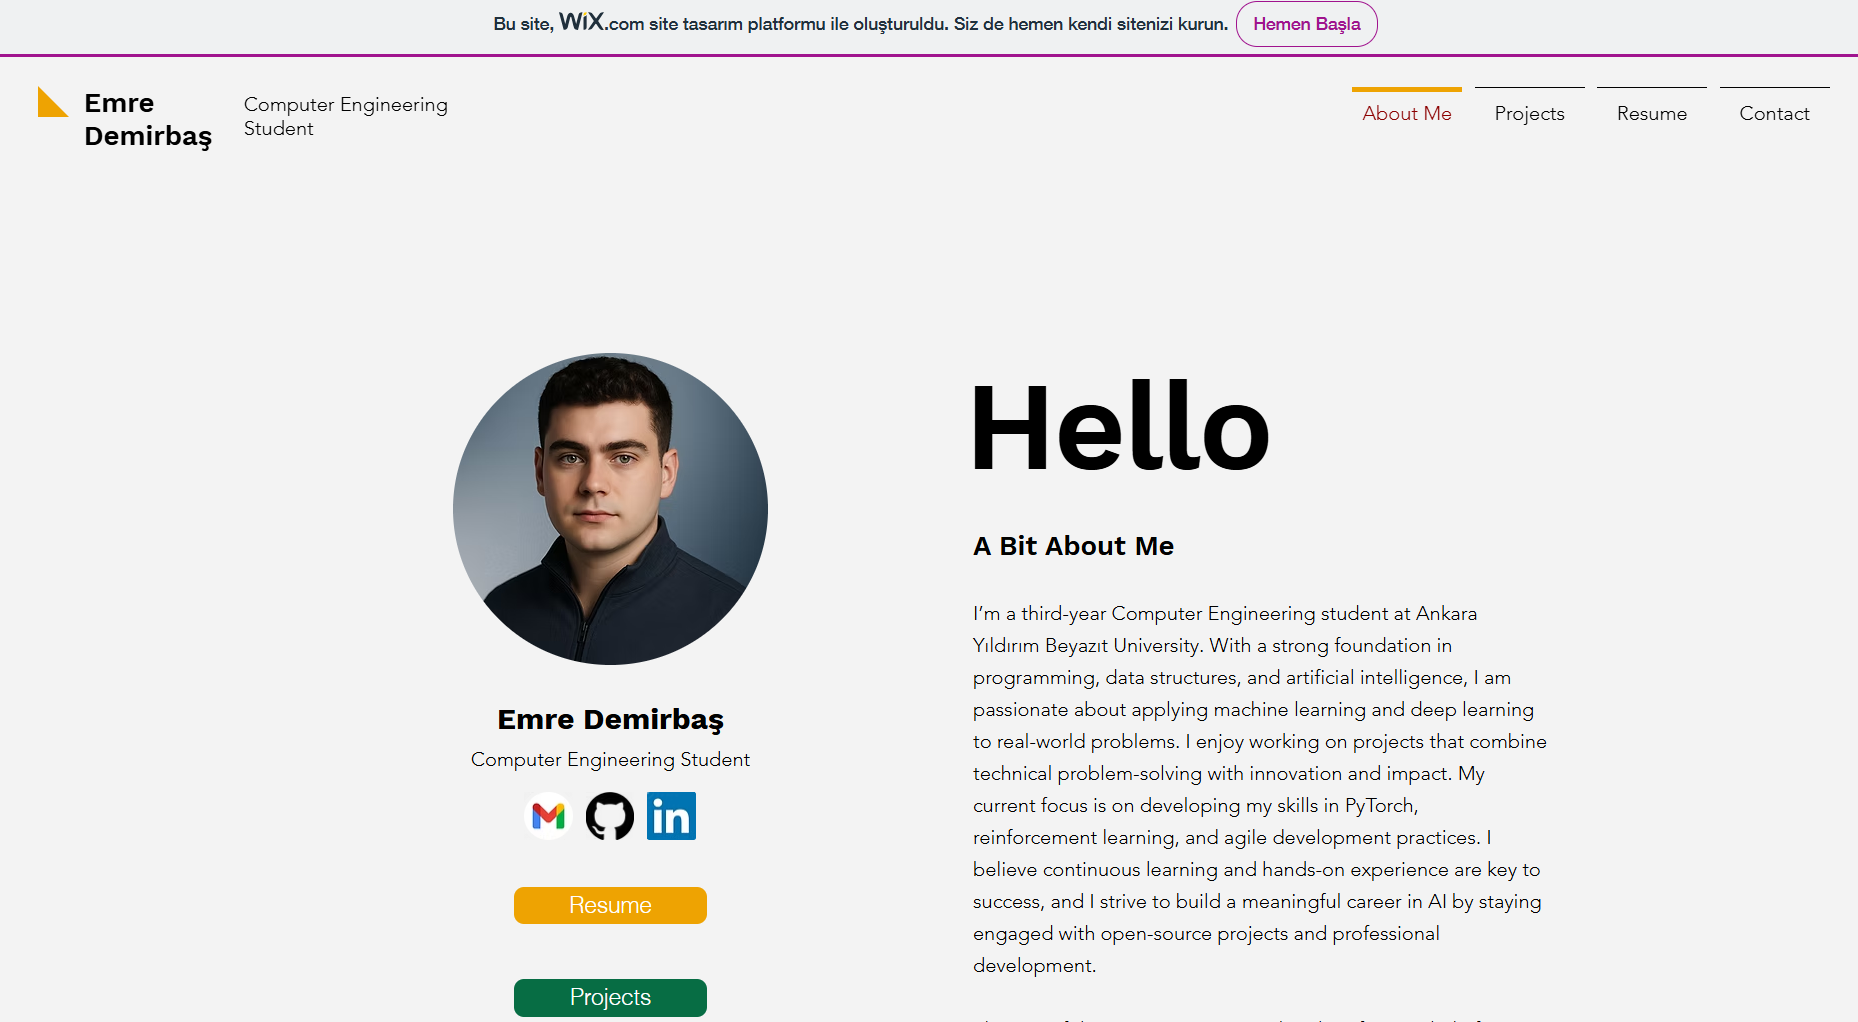 Bu site, WiX.com site tasarım platformu ile oluşturuldu. Siz de hemen kendi sitenizi kurun. Hemen Başla
Emre
Demirbaş
Computer Engineering
Student
About Me
Projects
Resume
Contact
Hello
A Bit About Me
I’m a third-year Computer Engineering student at Ankara
Yıldırım Beyazıt University. With a strong foundation in
programming, data structures, and artificial intelligence, I am
passionate about applying machine learning and deep learning
to real-world problems. I enjoy working on projects that combine
technical problem-solving with innovation and impact. My
current focus is on developing my skills in PyTorch,
reinforcement learning, and agile development practices. I
believe continuous learning and hands-on experience are key to
success, and I strive to build a meaningful career in AI by staying
engaged with open-source projects and professional
development.
Emre Demirbaş
Computer Engineering Student
in
Resume
Projects